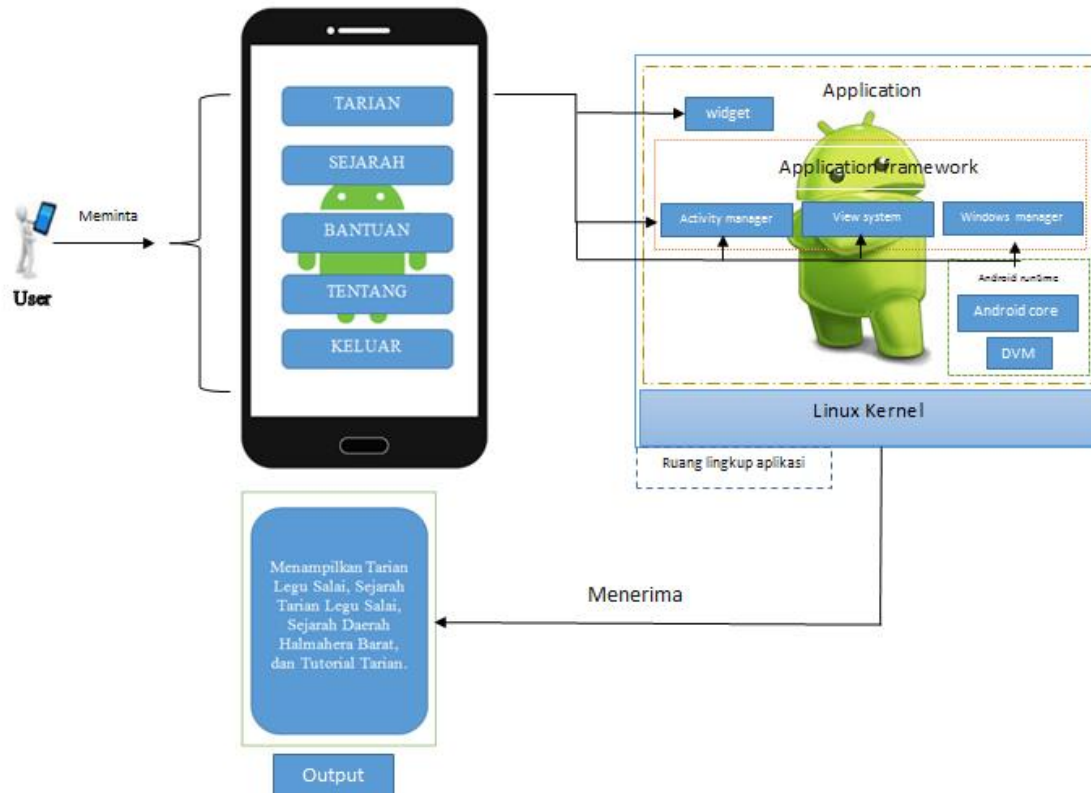 TARIAN
SEJARAH
BANTUAN
TENTANG
KELUAR
Meminta
User
Application
widget
Application framework
Activity manager
View system
Windows manager
Android runtime
Android core
DVM
Linux Kernel
Ruang lingkup aplikasi
Menerima
Menampilkan Tarian
Legu Salai, Sejarah
Tarian Legu Salai,
Sejarah Daerah
Halmahera Barat,
dan Tutorial Tarian.
Output